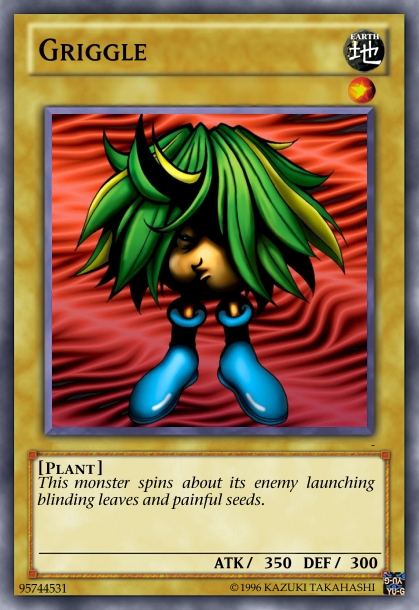 GRIGGLE
EARTH
地
[PLANT]
This monster spins about its enemy launching
blinding leaves and painful seeds.
ATK / 350 DEF / 300
95744531
©1996 KAZUKI TAKAHASHI
YU-G